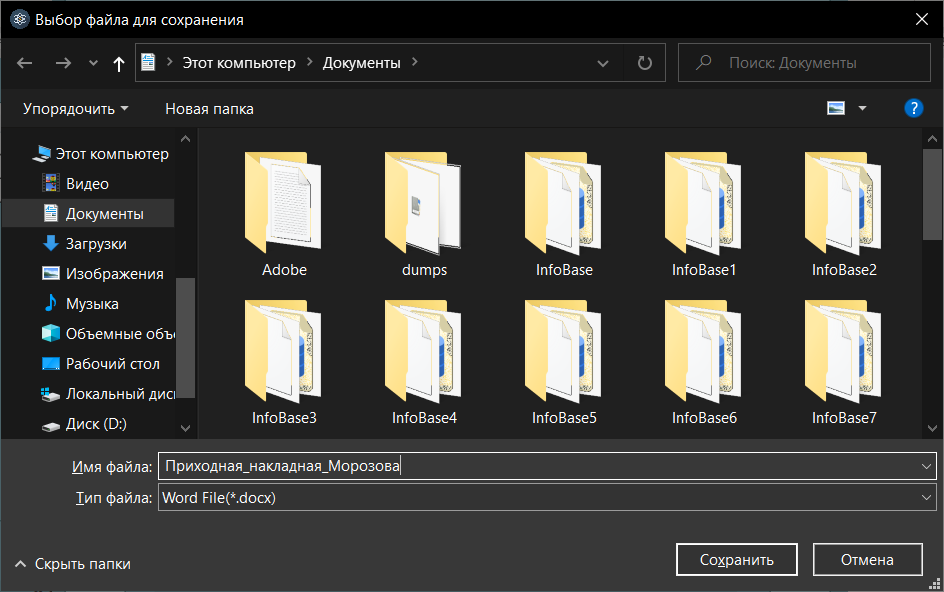 Выбор файла для сохранения
Этот компьютер > Документы >
Поиск: Документы
Упорядочить
Новая папка
?
Этот компьютер
Видео
Документы
Загрузки
Изображения
Музыка
Объемные объ
Рабочий стол
Локальный дис
Диск (D:)
Adobe
dumps
InfoBase
InfoBase1
InfoBase2
InfoBase3
InfoBase4
InfoBase5
InfoBase6
InfoBase7
Имя файла: Приходная_накладная_Морозова
Тип файла: Word File(*.docx)
Скрыть папки
Сохранить
Отмена